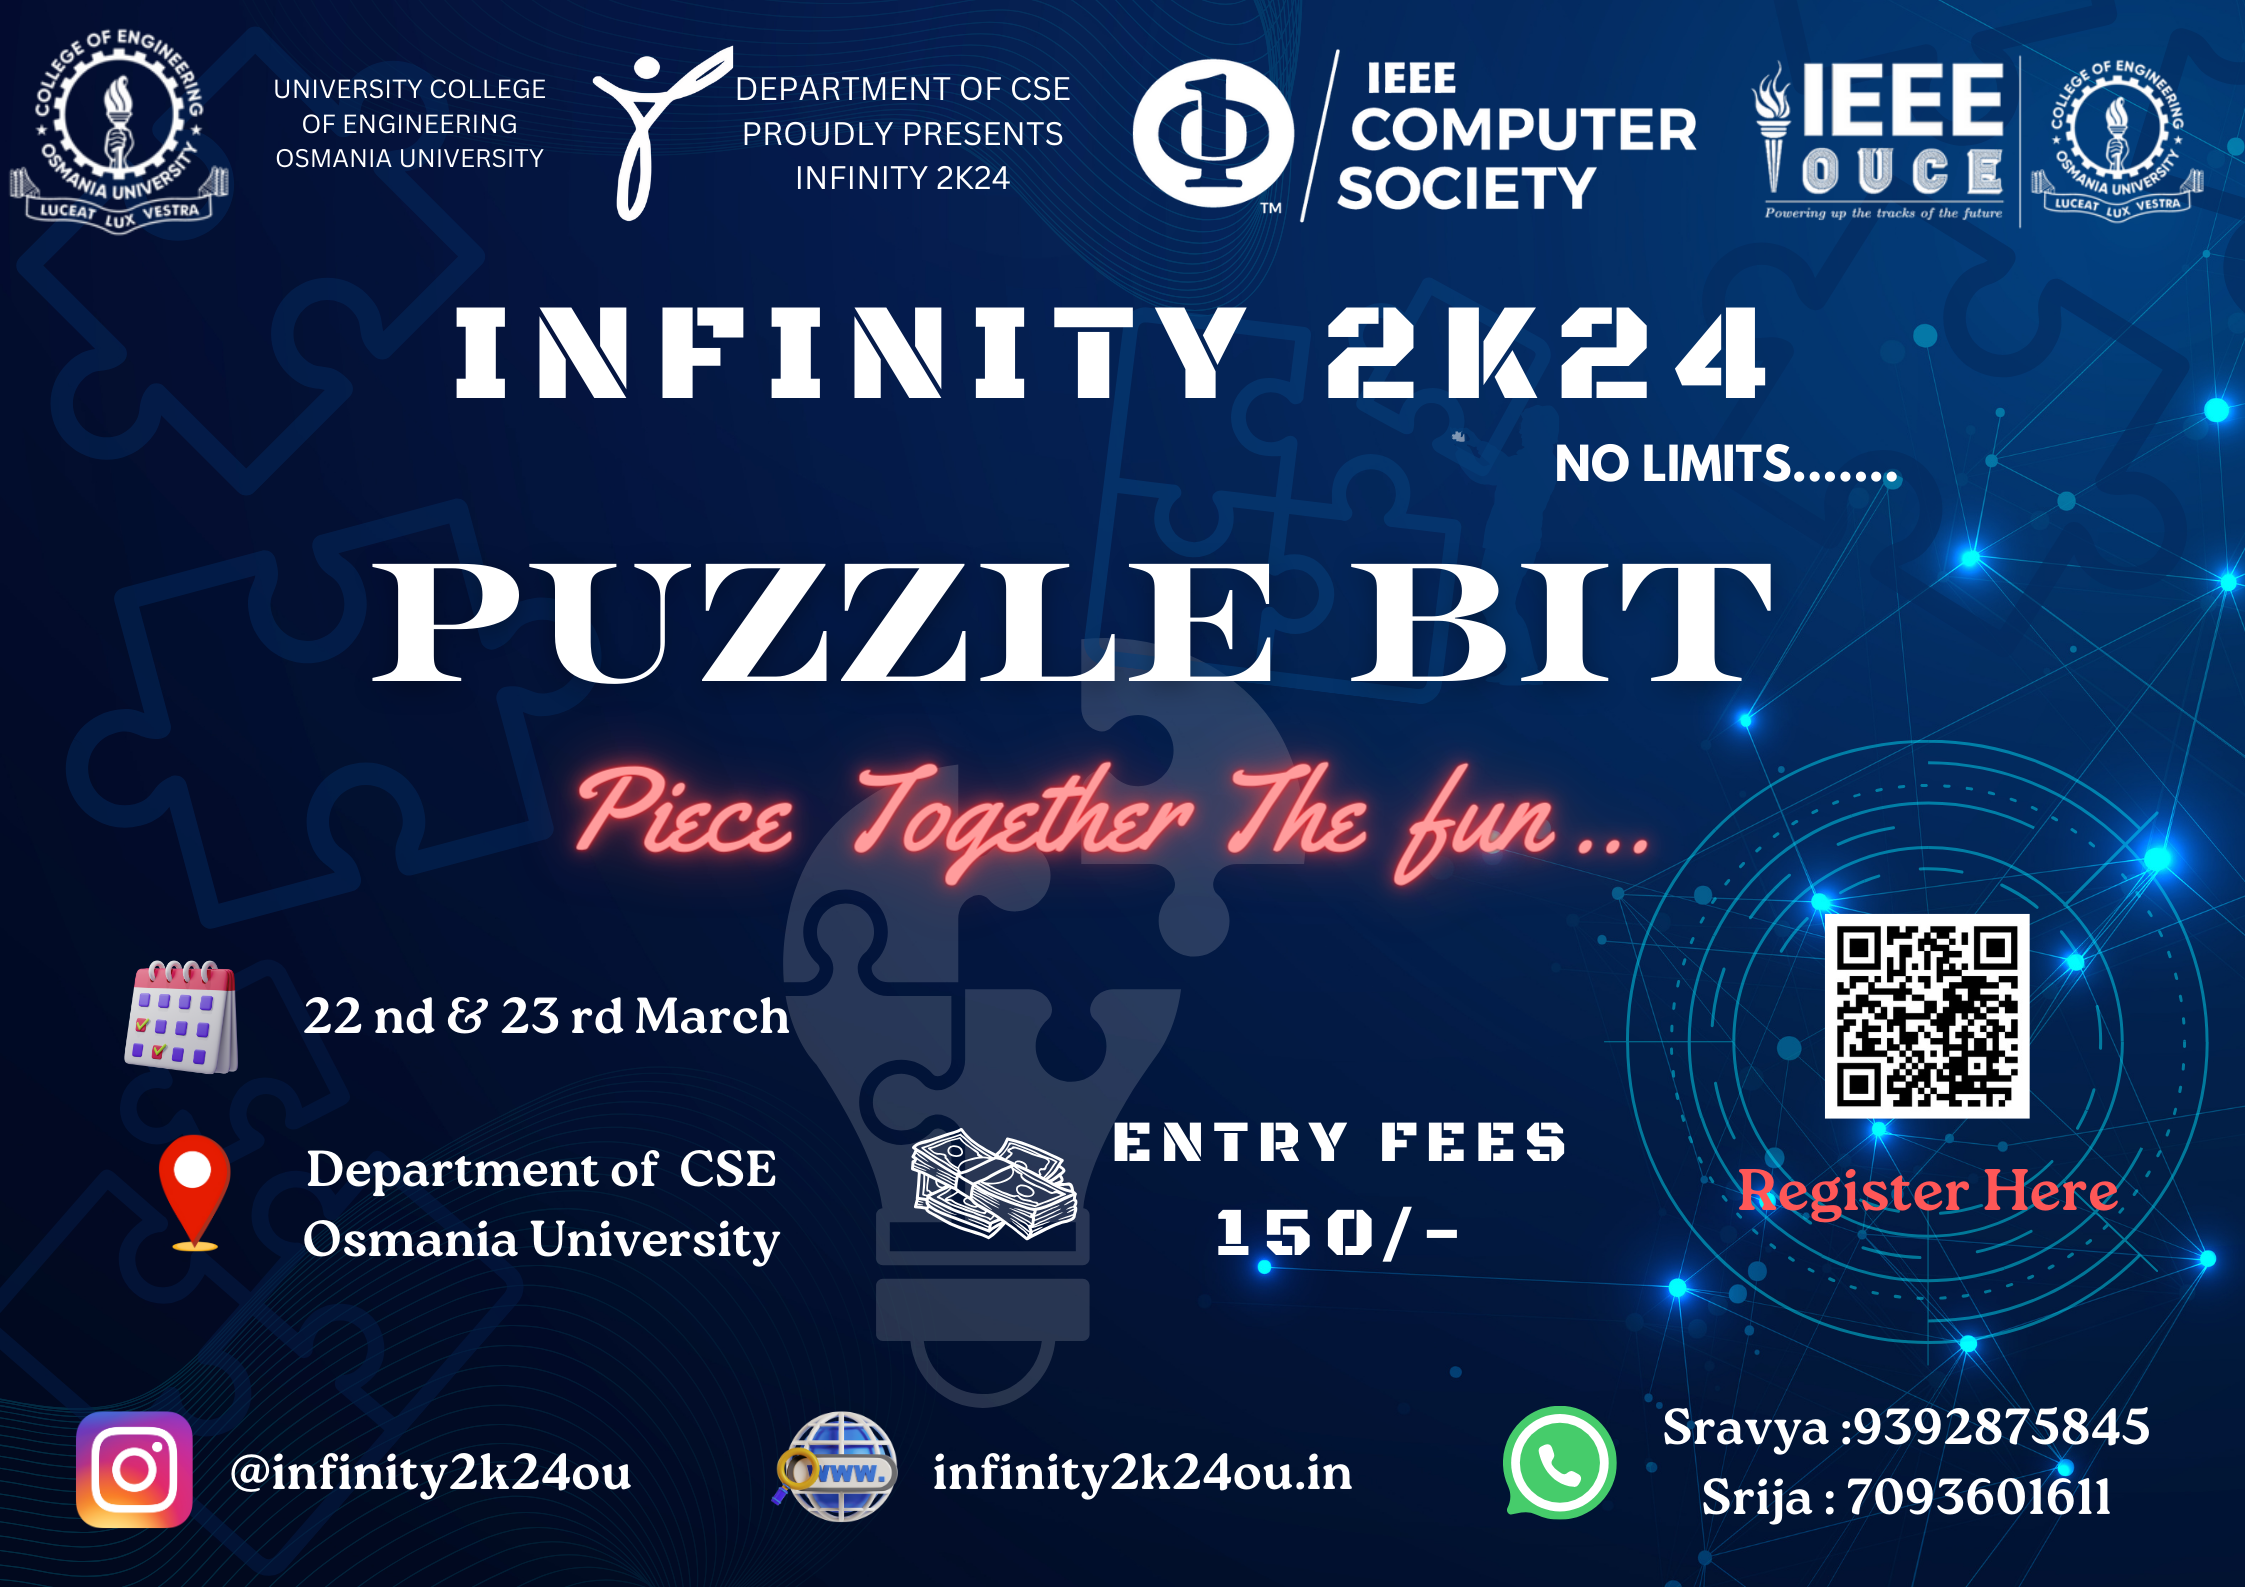 COLLEGE OF ENGINEERING
OSMANIA UNIVERSITY
LUCEAT LUX VESTRA
UNIVERSITY COLLEGE
OF ENGINEERING
OSMANIA UNIVERSITY
DEPARTMENT OF CSE
PROUDLY PRESENTS
INFINITY 2K24
IEEE
COMPUTER
SOCIETY
TM
IEEE
OUCE
Powering up the tracks of the future
COLLEGE OF ENGINEERING
OSMANIA UNIVERSITY
LUCEAT LUX VESTRA
INFINITY 2K24
NO LIMITS.......
PUZZLE BIT
Piece Together The fun ...
22 nd & 23 rd March
Department of CSE
Osmania University
ENTRY FEES
150/-
Register Here
@infinity2k24ou
www.
infinity2k24ou.in
Sravya :9392875845
Srija : 7093601611